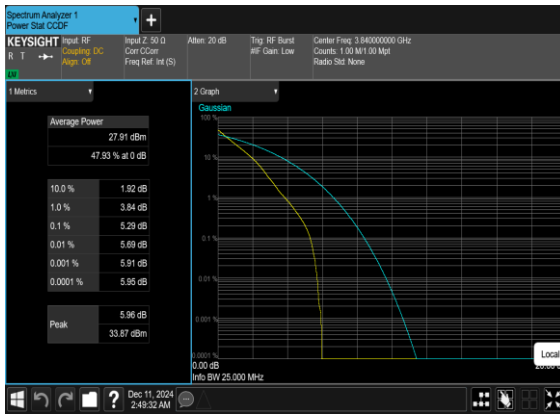 Spectrum Analyzer 1
Power Stat CCDF
KEYSIGHT
R T
LXI
Input: RF
Coupling: DC
Align: Off
Input Z: 50 Ω
Corr CCorr
Freq Ref: Int (S)
Atten: 20 dB
Trig: RF Burst
#IF Gain: Low
Center Freq: 3.840000000 GHz
Counts: 1.00 M/1.00 Mpt
Radio Std: None
1 Metrics
Average Power
27.91 dBm
47.93 % at 0 dB
10.0 % 1.92 dB
1.0 % 3.84 dB
0.1 % 5.29 dB
0.01 % 5.69 dB
0.001 % 5.91 dB
0.0001 % 5.95 dB
Peak
5.96 dB
33.87 dBm
2 Graph
Gaussian
100 %
10 %
1 %
0.1 %
0.01 %
0.001 %
0.0001 %
0.00 dB
Info BW 25.000 MHz
Local
Dec 11, 2024
2:49:32 AM